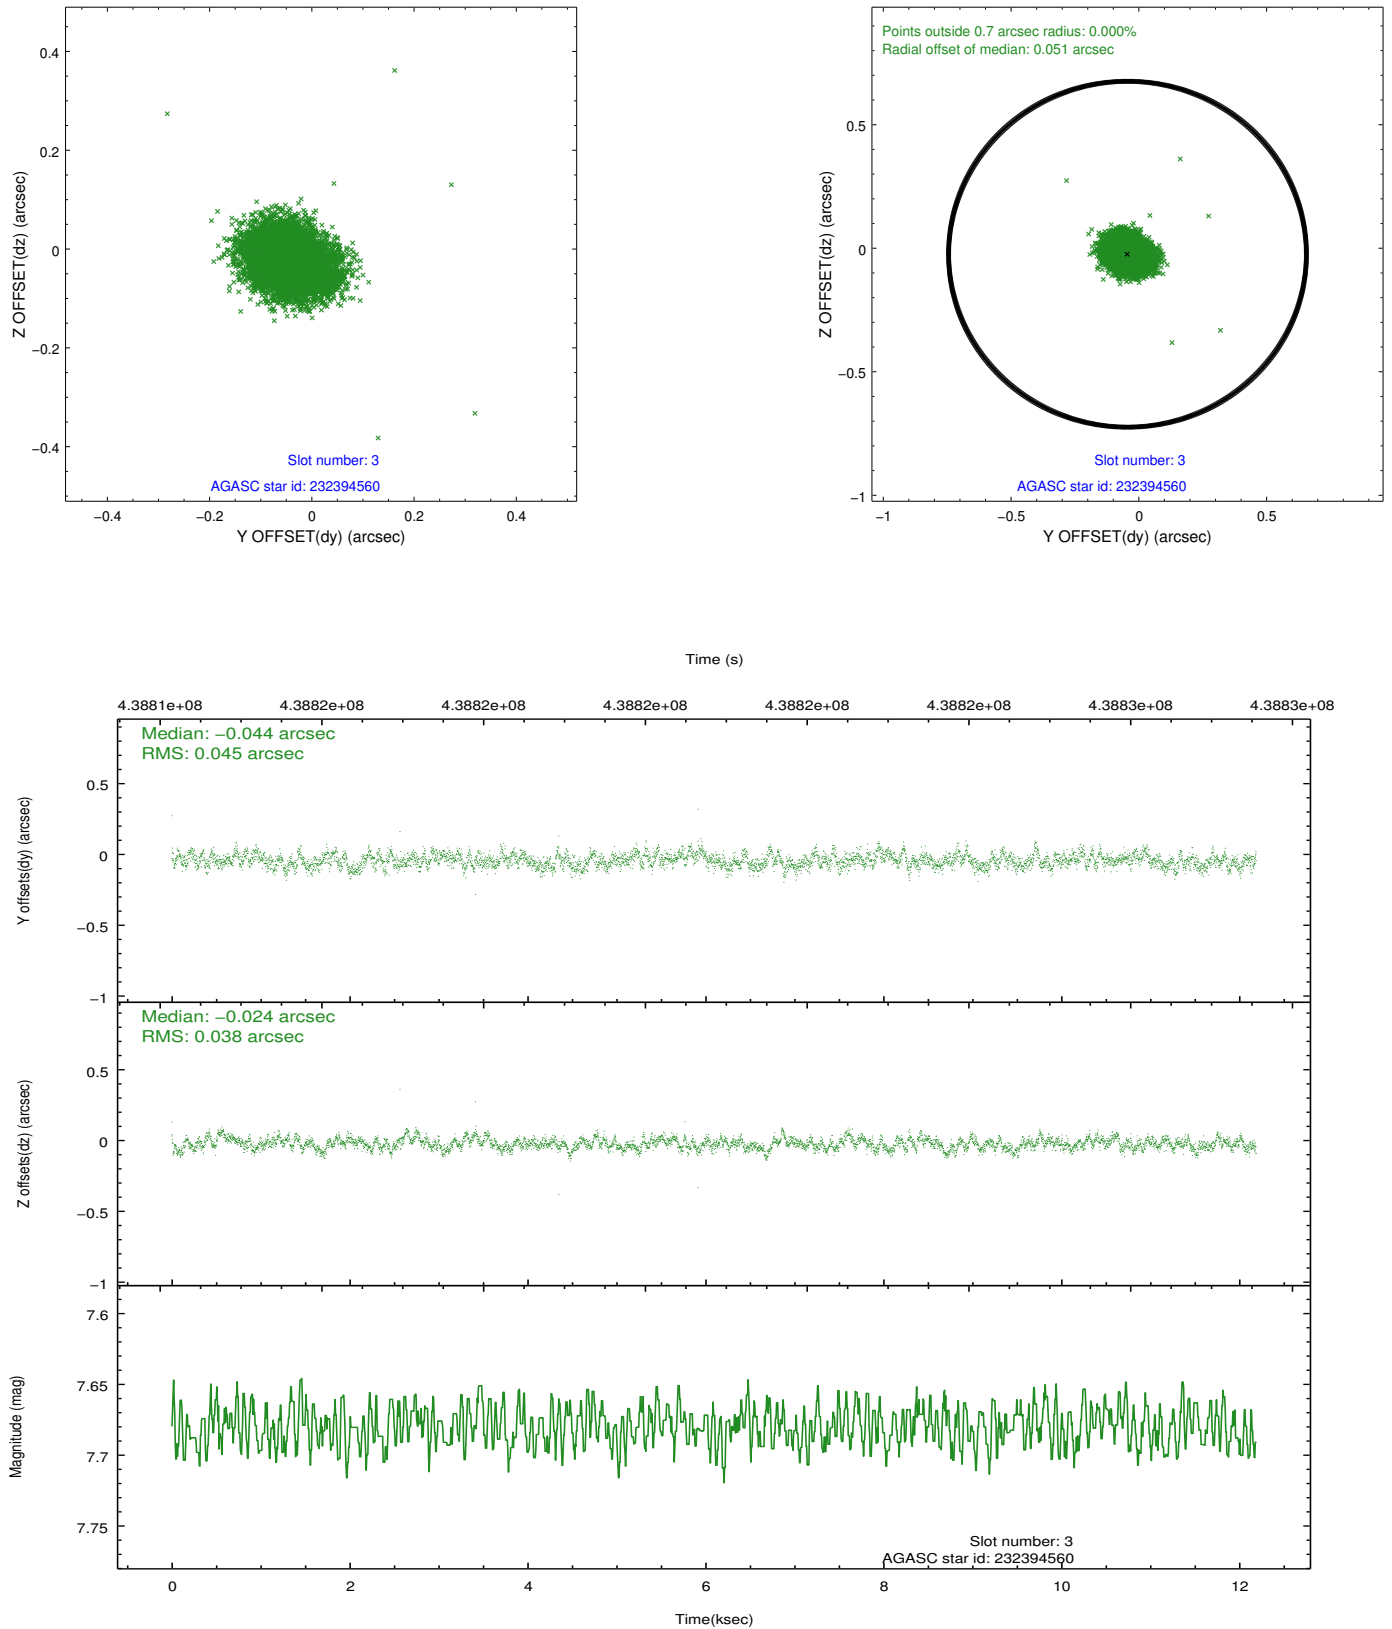 0.4
0.2
0
−0.2
−0.4
Z OFFSET(dz) (arcsec)
Slot number: 3
AGASC star id: 232394560
−0.4
−0.2
0
0.2
0.4
Y OFFSET(dy) (arcsec)
Points outside 0.7 arcsec radius: 0.000%
Radial offset of median: 0.051 arcsec
0.5
0
−0.5
−1
Z OFFSET(dz) (arcsec)
Slot number: 3
AGASC star id: 232394560
−1
−0.5
0
0.5
Y OFFSET(dy) (arcsec)
Time (s)
4.3881e+08 4.3882e+08 4.3882e+08 4.3882e+08 4.3882e+08 4.3882e+08 4.3883e+08 4.3883e+08
Median: −0.044 arcsec
RMS: 0.045 arcsec
0.5
0
−0.5
−1
Y offsets(dy) (arcsec)
Median: −0.024 arcsec
RMS: 0.038 arcsec
0.5
0
−0.5
−1
Z offsets(dz) (arcsec)
7.6
7.65
7.7
7.75
Magnitude (mag)
Slot number: 3
AGASC star id: 232394560
0 2 4 6 8 10 12
Time(ksec)